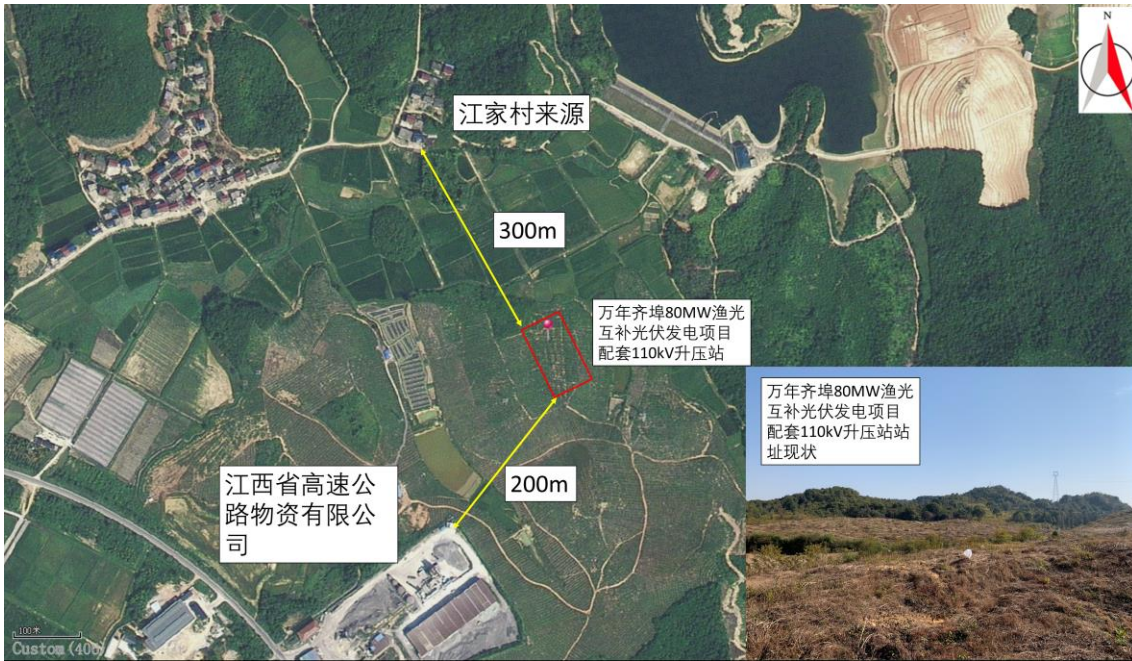 N
江家村来源
300m
万年齐埠80MW渔光
互补光伏发电项目
配套110kV升压站
万年齐埠80MW渔光
互补光伏发电项目
配套110kV升压站站
址现状
江西省高速公
路物资有限公
司
200m
100米